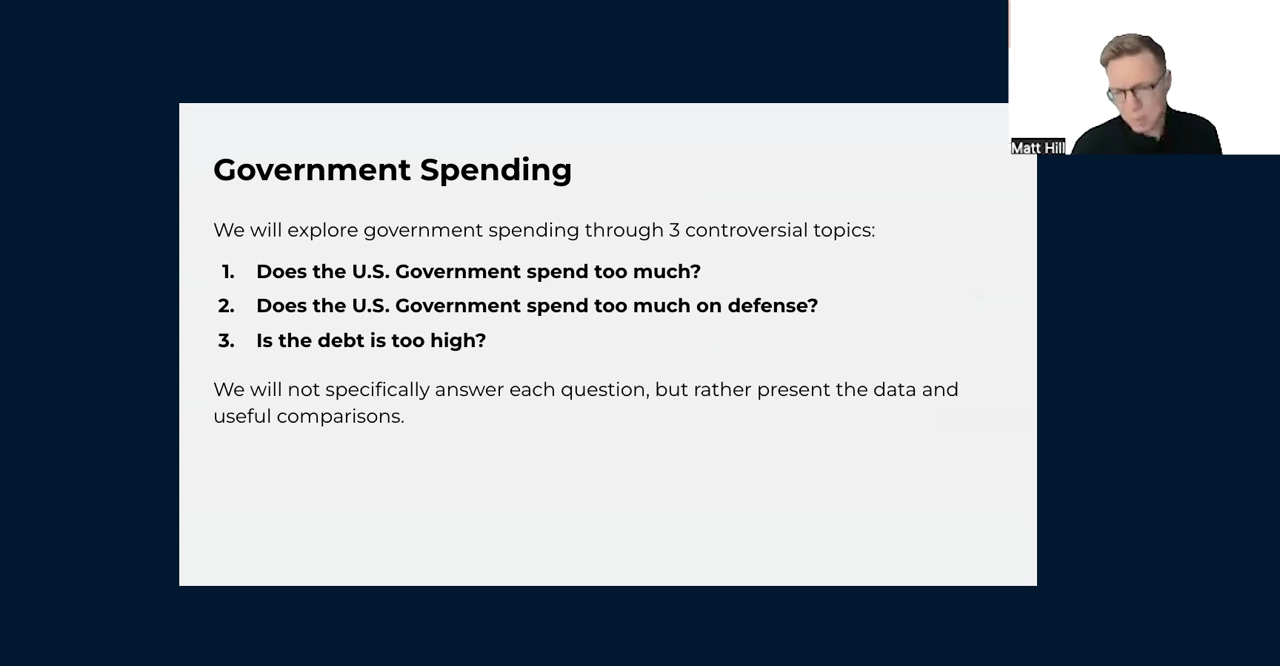 Matt Hill
Government Spending
We will explore government spending through 3 controversial topics:
1. Does the U.S. Government spend too much?
2. Does the U.S. Government spend too much on defense?
3. Is the debt is too high?
We will not specifically answer each question, but rather present the data and
useful comparisons.